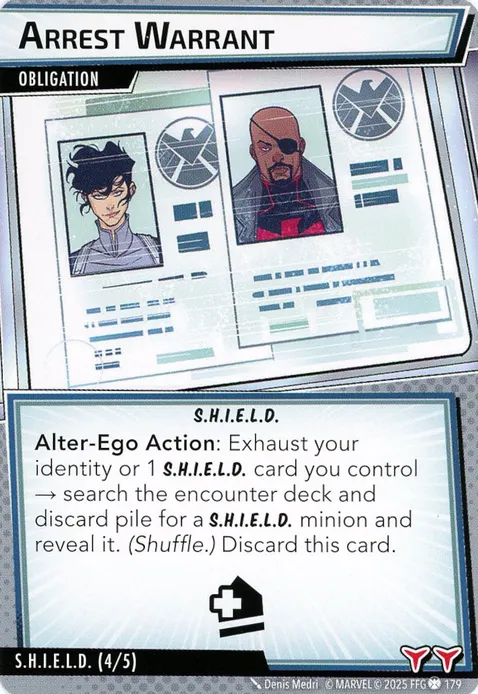 ARREST WARRANT
OBLIGATION
S.H.I.E.L.D.
Alter-Ego Action: Exhaust your
identity or 1 S.H.I.E.L.D. card you control
→ search the encounter deck and
discard pile for a S.H.I.E.L.D. minion and
reveal it. (Shuffle.) Discard this card.
S.H.I.E.L.D. (4/5)
Denis Medri © MARVEL © 2025 FFG 179